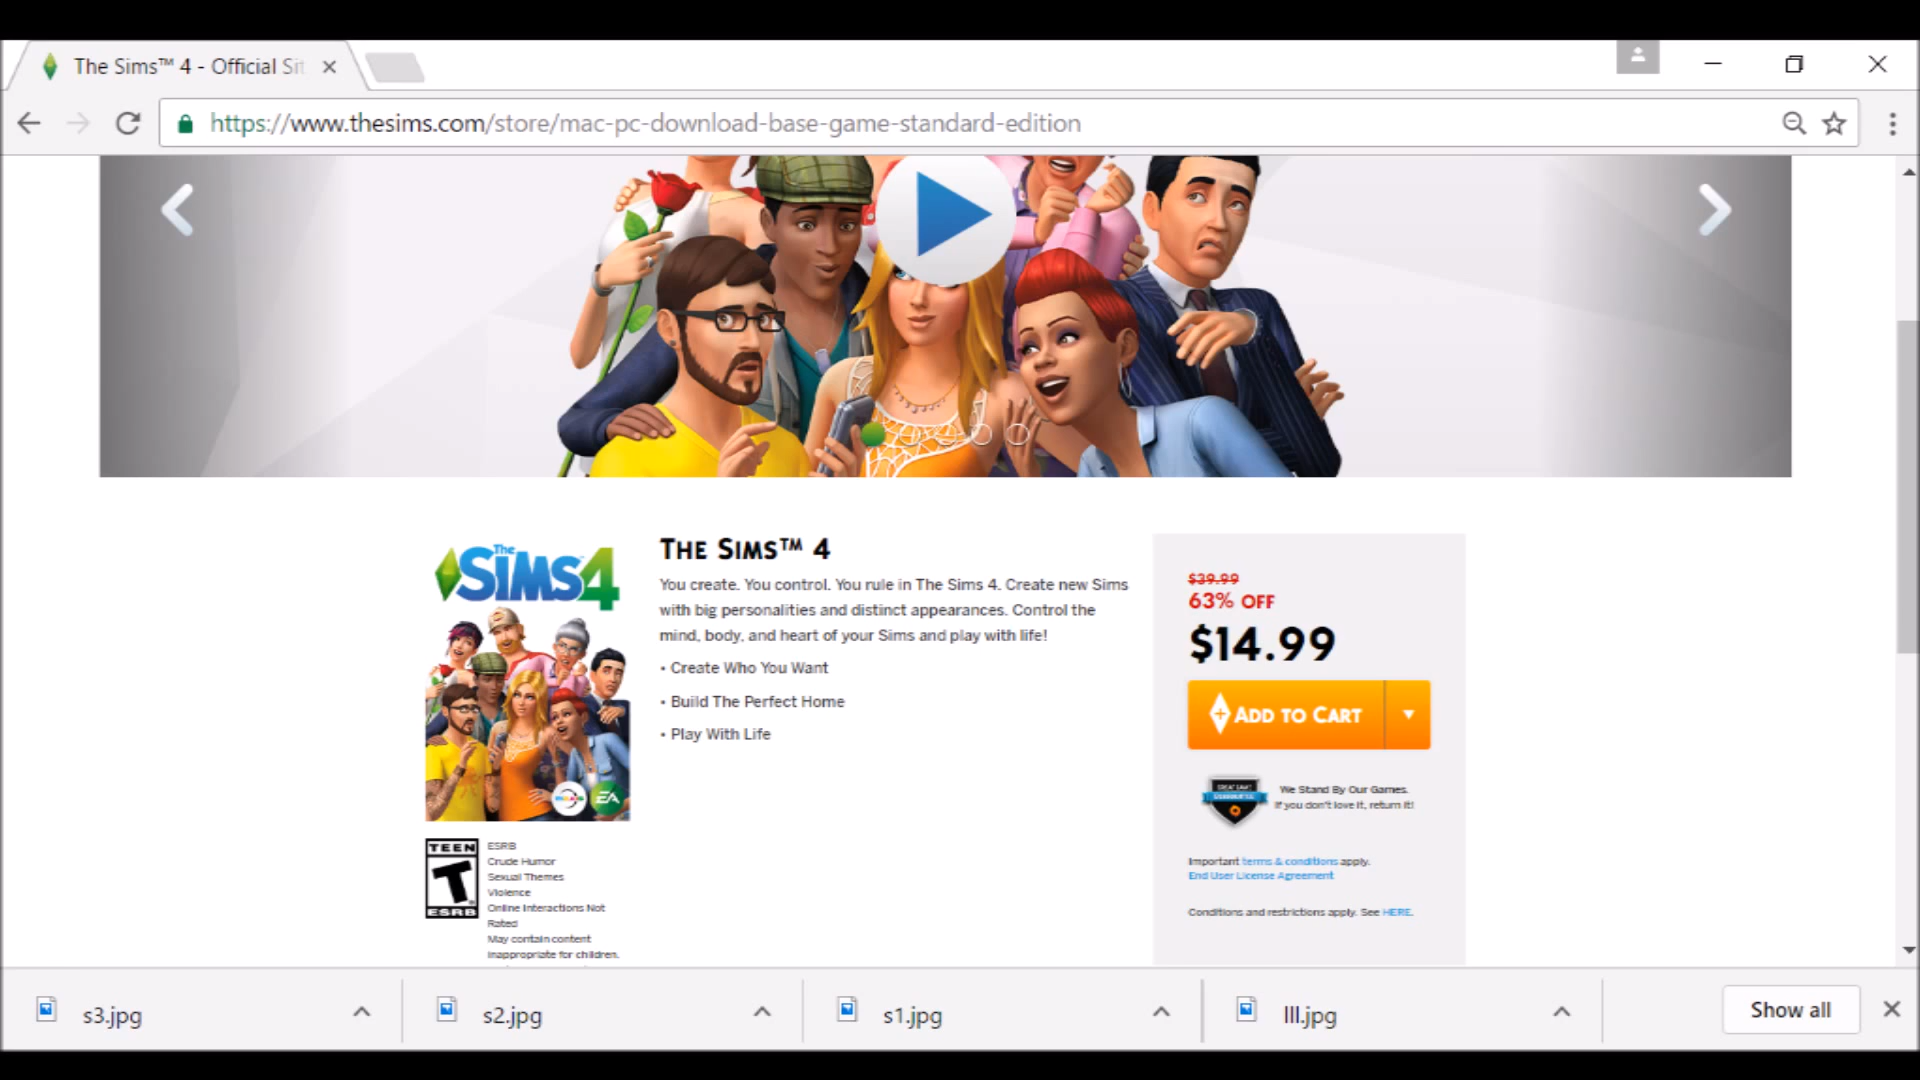 The Sims™ 4 - Official Sit
https://www.thesims.com/store/mac-pc-download-base-game-standard-edition
The
SIMS 4
EA
THE SIMS™ 4
You create. You control. You rule in The Sims 4. Create new Sims
with big personalities and distinct appearances. Control the
mind, body, and heart of your Sims and play with life!
• Create Who You Want
• Build The Perfect Home
• Play With Life
TEEN
T
ESRB
ESRB
Crude Humor
Sexual Themes
Violence
Online Interactions Not
Rated
May contain content
inappropriate for children.
$39.99
63% OFF
$14.99
ADD TO CART
We Stand By Our Games.
If you don't love it, return it!
Important terms & conditions apply.
End User License Agreement
Conditions and restrictions apply. See HERE.
s3.jpg
s2.jpg
s1.jpg
lll.jpg
Show all